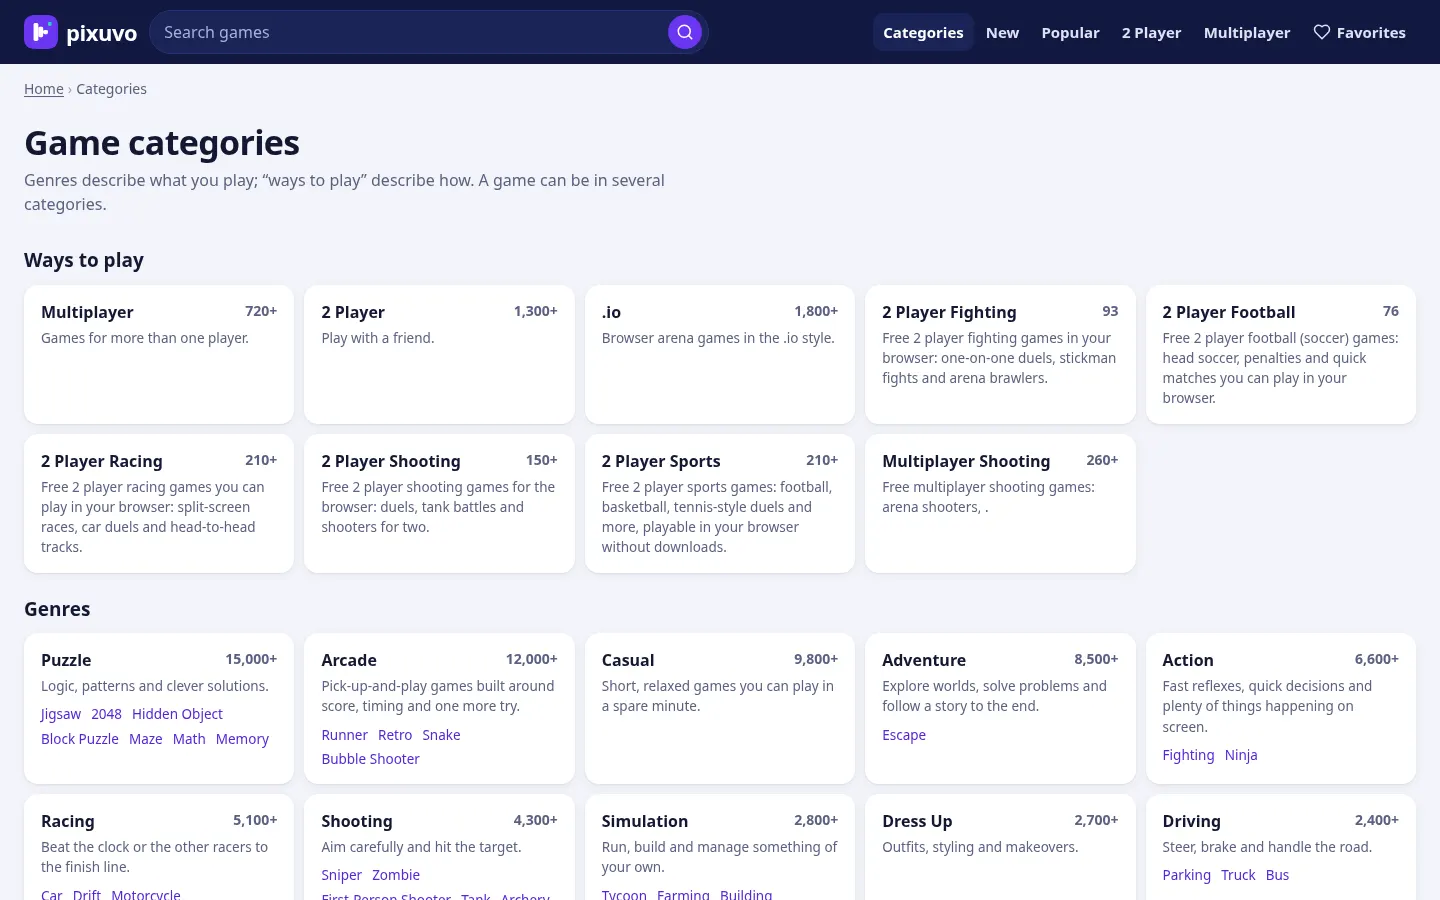 pixuvo
Search games
Categories
New
Popular
2 Player
Multiplayer
Favorites
Home › Categories
Game categories
Genres describe what you play; “ways to play” describe how. A game can be in several
categories.
Ways to play
Multiplayer 720+
Games for more than one player.
2 Player 1,300+
Play with a friend.
.io 1,800+
Browser arena games in the .io style.
2 Player Fighting 93
Free 2 player fighting games in your
browser: one-on-one duels, stickman
fights and arena brawlers.
2 Player Football 76
Free 2 player football (soccer) games:
head soccer, penalties and quick
matches you can play in your
browser.
2 Player Racing 210+
Free 2 player racing games you can
play in your browser: split-screen
races, car duels and head-to-head
tracks.
2 Player Shooting 150+
Free 2 player shooting games for the
browser: duels, tank battles and
shooters for two.
2 Player Sports 210+
Free 2 player sports games: football,
basketball, tennis-style duels and
more, playable in your browser
without downloads.
Multiplayer Shooting 260+
Free multiplayer shooting games:
arena shooters, .
Genres
Puzzle 15,000+
Logic, patterns and clever solutions.
Jigsaw 2048 Hidden Object
Block Puzzle Maze Math Memory
Arcade 12,000+
Pick-up-and-play games built around
score, timing and one more try.
Runner Retro Snake
Bubble Shooter
Casual 9,800+
Short, relaxed games you can play in
a spare minute.
Adventure 8,500+
Explore worlds, solve problems and
follow a story to the end.
Escape
Action 6,600+
Fast reflexes, quick decisions and
plenty of things happening on
screen.
Fighting Ninja
Racing 5,100+
Beat the clock or the other racers to
the finish line.
Car Drift Motorcycle
Shooting 4,300+
Aim carefully and hit the target.
Sniper Zombie
First Person Shooter Tank Archery
Simulation 2,800+
Run, build and manage something of
your own.
Tycoon Farming Building
Dress Up 2,700+
Outfits, styling and makeovers.
Driving 2,400+
Steer, brake and handle the road.
Parking Truck Bus